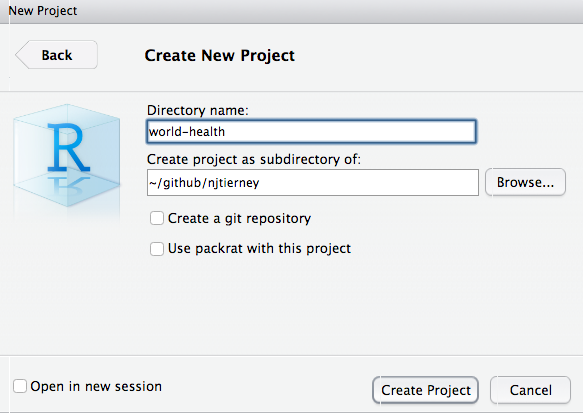 New Project
Back
Create New Project
R
Directory name:
world-health
Create project as subdirectory of:
~/github/njtierney
Browse...
Create a git repository
Use packrat with this project
Open in new session
Create Project
Cancel